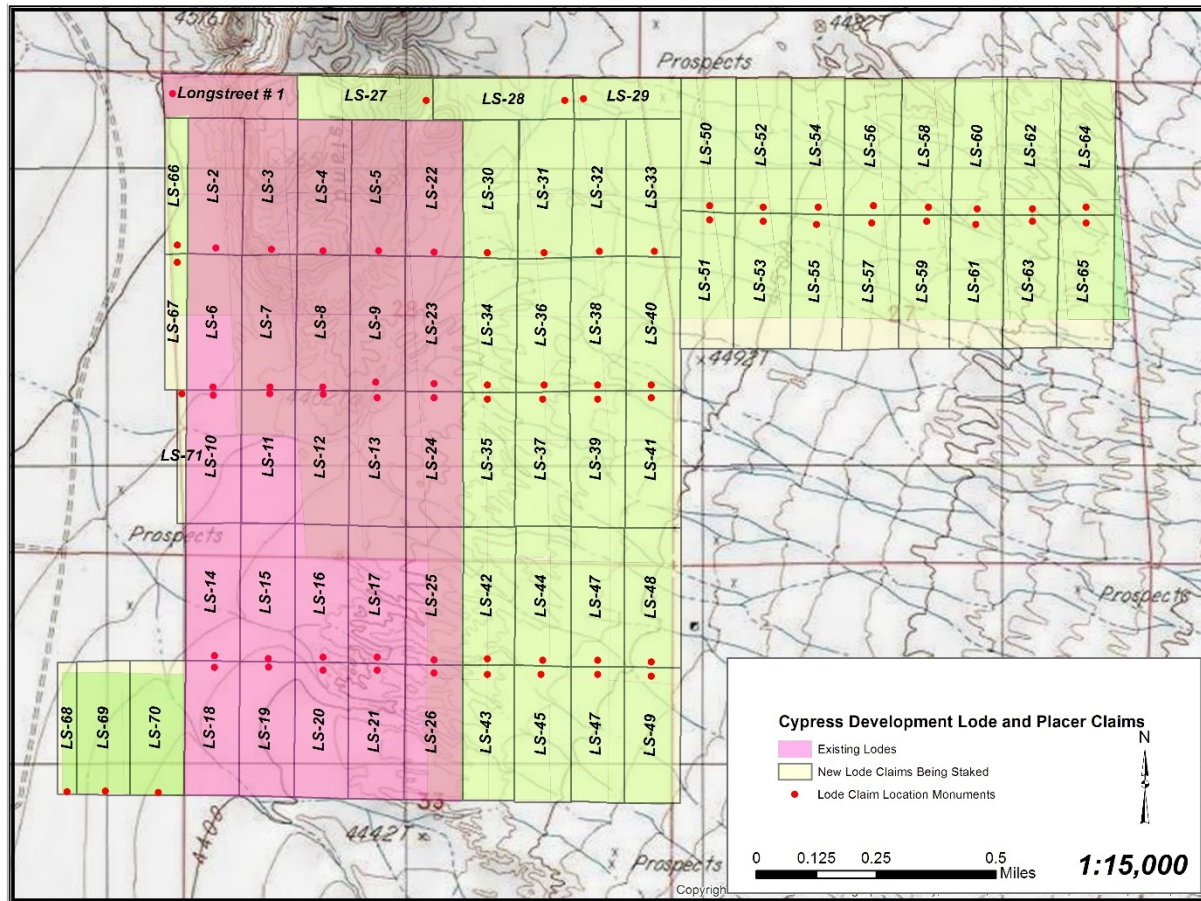 4516T
4482T
Prospects
Longstreet # 1
LS-27
LS-28
LS-29
LS-50
LS-52
LS-54
LS-56
LS-58
LS-60
LS-62
LS-64
LS-66
LS-2
LS-3
LS-4
LS-5
LS-22
LS-30
LS-31
LS-32
LS-33
LS-51
LS-53
LS-55
LS-57
LS-59
LS-61
LS-63
LS-65
LS-67
LS-6
LS-7
LS-8
LS-9
LS-23
LS-34
LS-36
LS-38
LS-40
27
4492T
LS-71
LS-10
LS-11
LS-12
LS-13
LS-24
LS-35
LS-37
LS-39
LS-41
Prospects
LS-14
LS-15
LS-16
LS-17
LS-25
LS-42
LS-44
LS-47
LS-48
Prospects
LS-68
LS-69
LS-70
LS-18
LS-19
LS-20
LS-21
LS-26
LS-43
LS-45
LS-47
LS-49
33
4400
4442T
Prospects
Cypress Development Lode and Placer Claims
Existing Lodes
New Lode Claims Being Staked
Lode Claim Location Monuments
N
0 0.125 0.25 0.5
Miles
1:15,000